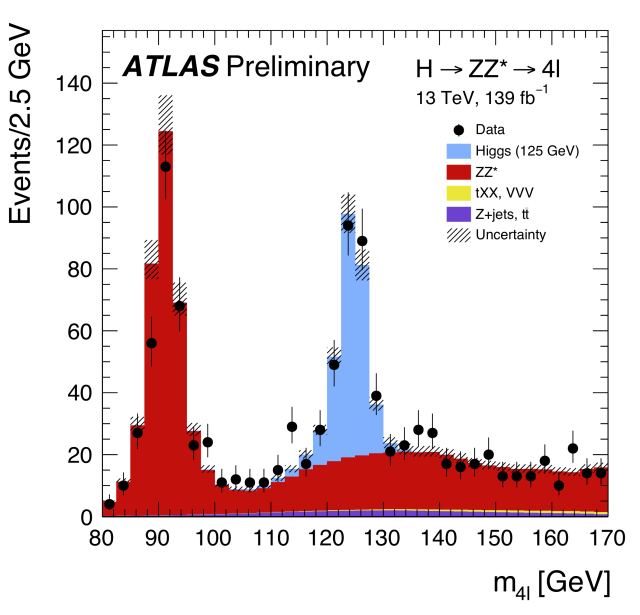 Events/2.5 GeV
ATLAS Preliminary
H → ZZ* → 4l
13 TeV, 139 fb⁻¹
Data
Higgs (125 GeV)
ZZ*
tXX, VVV
Z+jets, tt̄
Uncertainty
140
120
100
80
60
40
20
0
80 90 100 110 120 130 140 150 160 170
m4l [GeV]